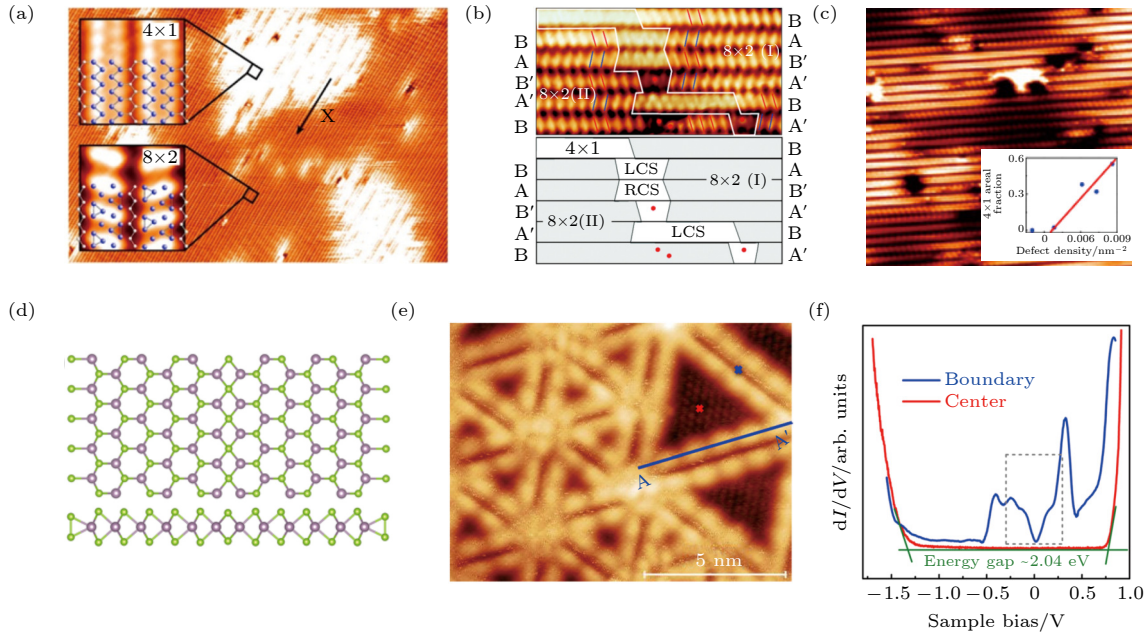 (a)
4×1
8×2
X
(b)
B
A
B
A
B′
8×2 (I)
B′
A′
A′
8×2(II)
B
B
A′
4×1
B
B
LCS
A
A
RCS
8×2 (I)
B′
B′
8×2(II)
A′
A′
LCS
B
B
A′
(c)
4×1 areal
fraction
0.6
0.3
0
0
0.006
0.009
Defect density/nm−2
(d)
(e)
A
A′
5 nm
(f)
dI/dV/arb. units
Boundary
Center
Energy gap ~2.04 eV
−1.5
−1.0
−0.5
0
0.5
1.0
Sample bias/V